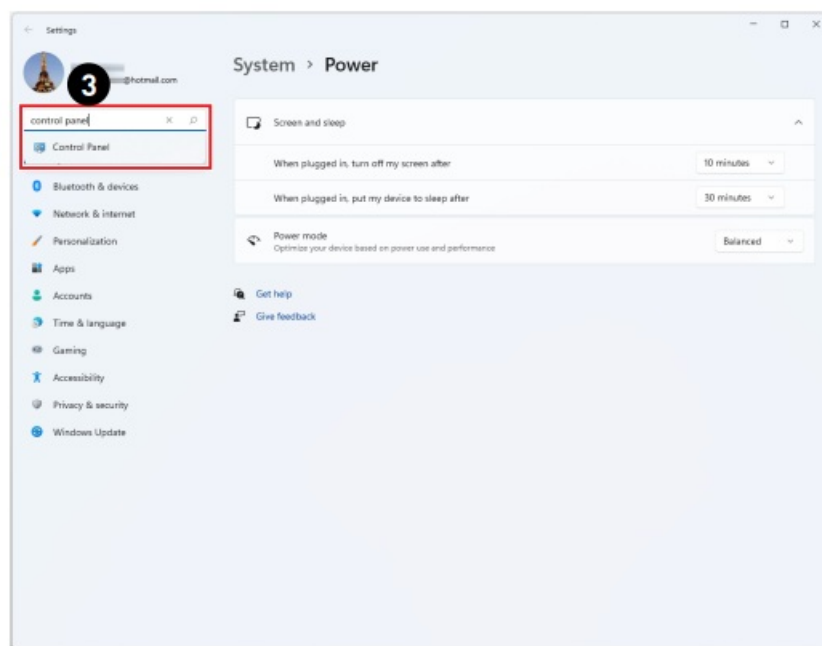 Settings
@hotmail.com
3
control panel
Control Panel
Bluetooth & devices
Network & internet
Personalization
Apps
Accounts
Time & language
Gaming
Accessibility
Privacy & security
Windows Update
System > Power
Screen and sleep
When plugged in, turn off my screen after
10 minutes
When plugged in, put my device to sleep after
30 minutes
Power mode
Optimize your device based on power use and performance
Balanced
Get help
Give feedback